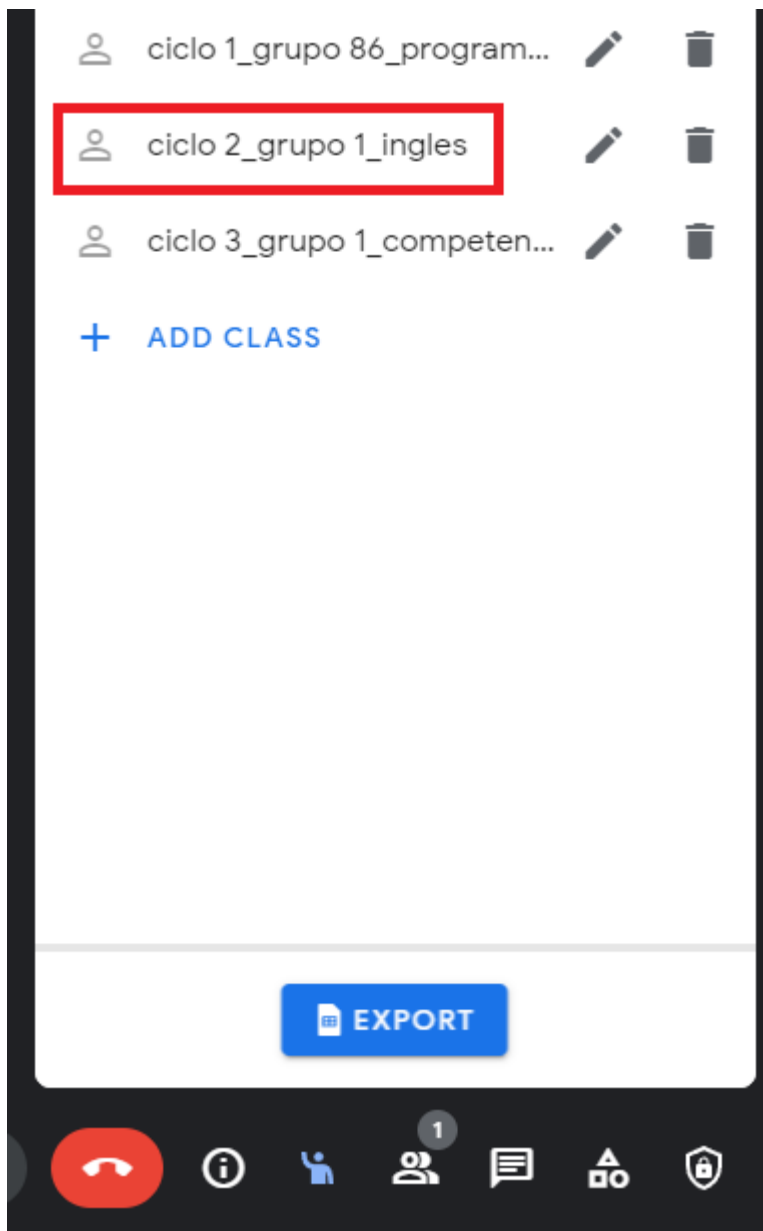 ciclo 1_grupo 86_program...
ciclo 2_grupo 1_ingles
ciclo 3_grupo 1_competen...
+ ADD CLASS
EXPORT
1